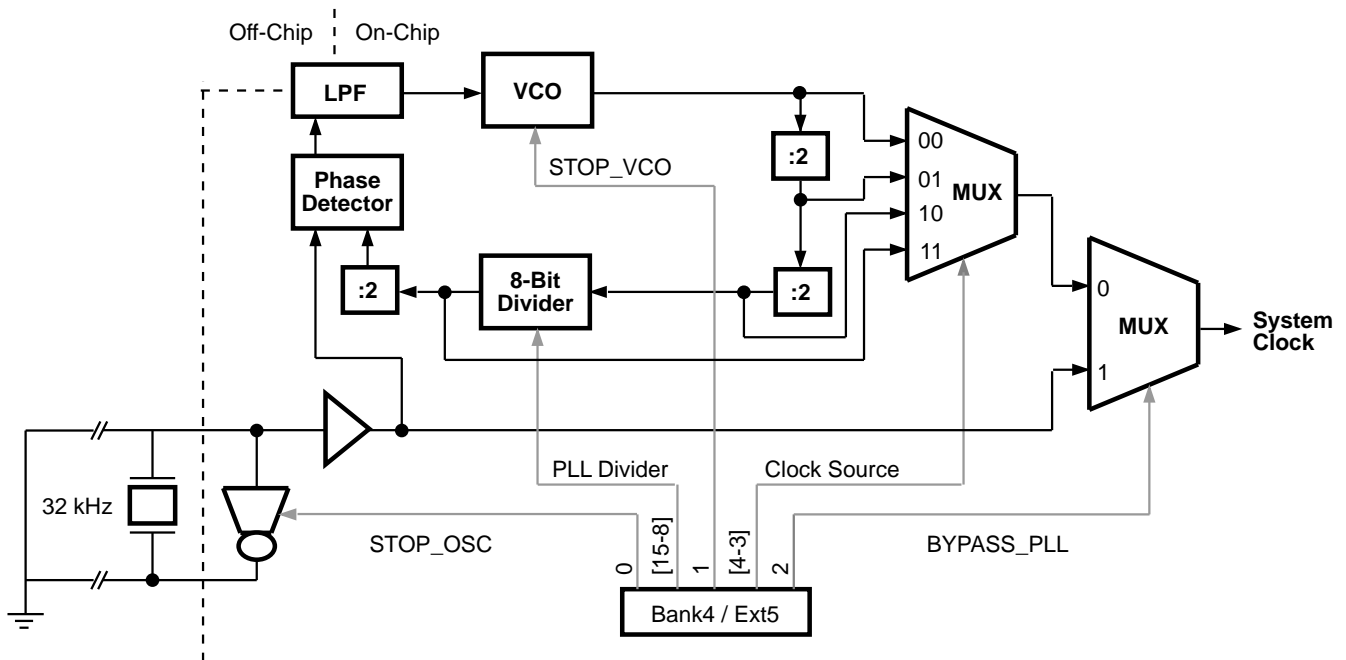 Off-Chip
On-Chip
LPF
VCO
:2
00
01
10
11
MUX
STOP_VCO
Phase
Detector
:2
8-Bit
Divider
:2
0
1
MUX
System
Clock
PLL Divider
Clock Source
32 kHz
STOP_OSC
BYPASS_PLL
0
[15-8]
1
[4-3]
2
Bank4 / Ext5